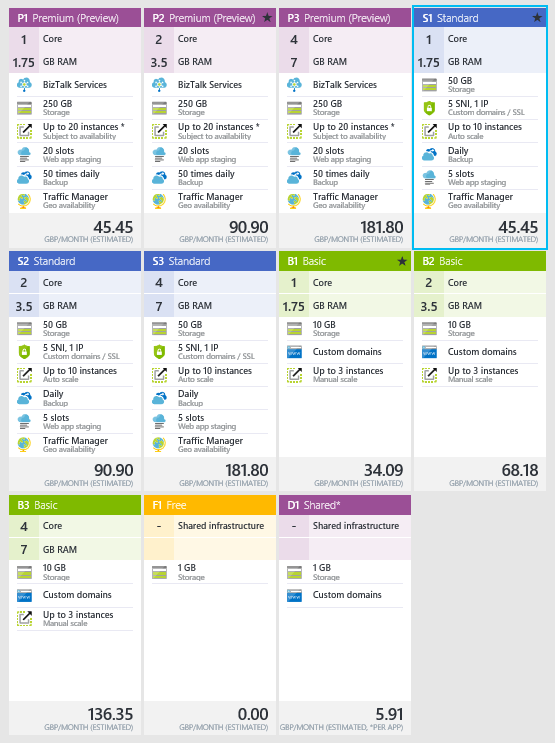 P1 Premium (Preview)
1 Core
1.75 GB RAM
BizTalk Services
250 GB
Storage
Up to 20 instances *
Subject to availability
20 slots
Web app staging
50 times daily
Backup
Traffic Manager
Geo availability
45.45
GBP/MONTH (ESTIMATED)
P2 Premium (Preview)
2 Core
3.5 GB RAM
BizTalk Services
250 GB
Storage
Up to 20 instances *
Subject to availability
20 slots
Web app staging
50 times daily
Backup
Traffic Manager
Geo availability
90.90
GBP/MONTH (ESTIMATED)
P3 Premium (Preview)
4 Core
7 GB RAM
BizTalk Services
250 GB
Storage
Up to 20 instances *
Subject to availability
20 slots
Web app staging
50 times daily
Backup
Traffic Manager
Geo availability
181.80
GBP/MONTH (ESTIMATED)
S1 Standard
1 Core
1.75 GB RAM
50 GB
Storage
5 SNI, 1 IP
Custom domains / SSL
Up to 10 instances
Auto scale
Daily
Backup
5 slots
Web app staging
Traffic Manager
Geo availability
45.45
GBP/MONTH (ESTIMATED)
S2 Standard
2 Core
3.5 GB RAM
50 GB
Storage
5 SNI, 1 IP
Custom domains / SSL
Up to 10 instances
Auto scale
Daily
Backup
5 slots
Web app staging
Traffic Manager
Geo availability
90.90
GBP/MONTH (ESTIMATED)
S3 Standard
4 Core
7 GB RAM
50 GB
Storage
5 SNI, 1 IP
Custom domains / SSL
Up to 10 instances
Auto scale
Daily
Backup
5 slots
Web app staging
Traffic Manager
Geo availability
181.80
GBP/MONTH (ESTIMATED)
B1 Basic
1 Core
1.75 GB RAM
10 GB
Storage
www
Custom domains
Up to 3 instances
Manual scale
34.09
GBP/MONTH (ESTIMATED)
B2 Basic
2 Core
3.5 GB RAM
10 GB
Storage
www
Custom domains
Up to 3 instances
Manual scale
68.18
GBP/MONTH (ESTIMATED)
B3 Basic
4 Core
7 GB RAM
10 GB
Storage
www
Custom domains
Up to 3 instances
Manual scale
136.35
GBP/MONTH (ESTIMATED)
F1 Free
- Shared infrastructure
1 GB
Storage
0.00
GBP/MONTH (ESTIMATED)
D1 Shared*
- Shared infrastructure
1 GB
Storage
www
Custom domains
5.91
GBP/MONTH (ESTIMATED, *PER APP)